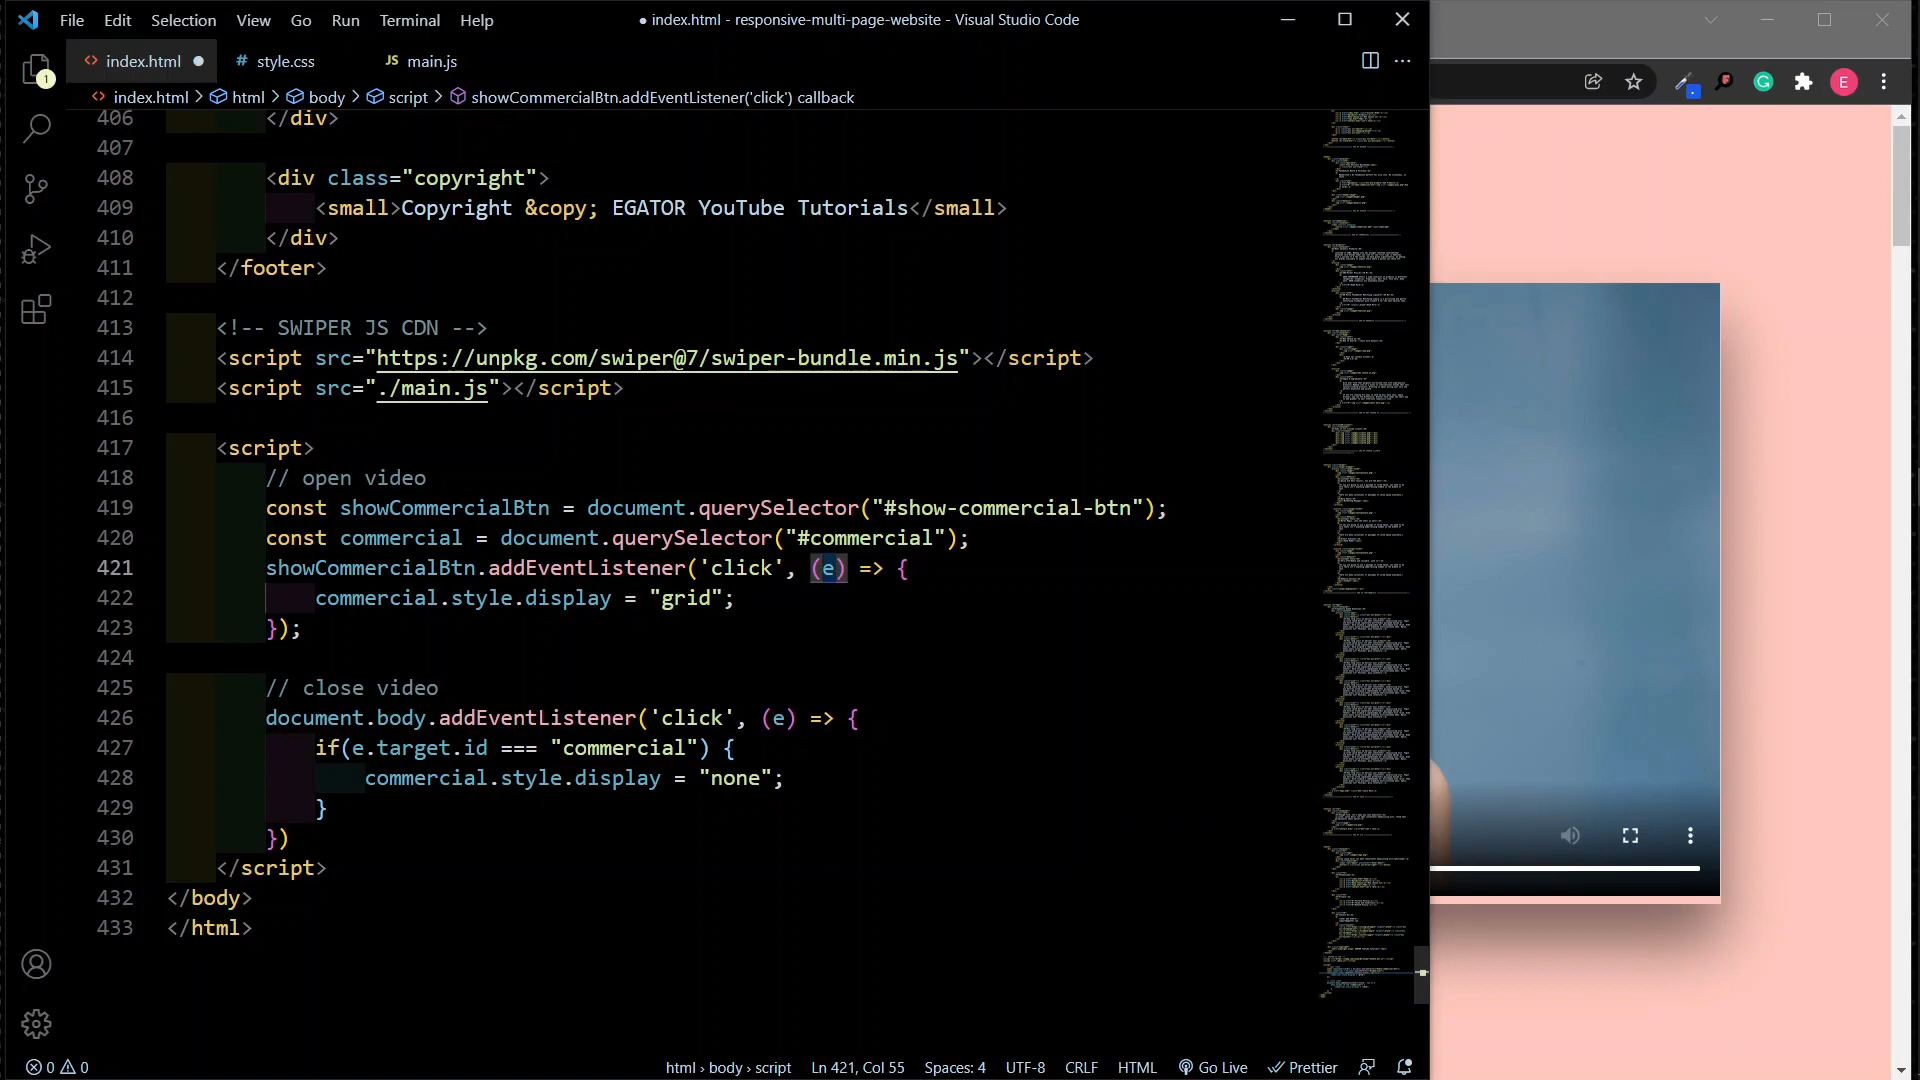 File Edit Selection View Go Run Terminal Help
● index.html - responsive-multi-page-website - Visual Studio Code
1
index.html
# style.css
JS main.js
index.html > html > body > script > showCommercialBtn.addEventListener('click') callback
E
406 </div>
407
408 <div class="copyright">
409 <small>Copyright &copy; EGATOR YouTube Tutorials</small>
410 </div>
411 </footer>
412
413 <!-- SWIPER JS CDN -->
414 <script src="https://unpkg.com/swiper@7/swiper-bundle.min.js"></script>
415 <script src="./main.js"></script>
416
417 <script>
418 // open video
419 const showCommercialBtn = document.querySelector("#show-commercial-btn");
420 const commercial = document.querySelector("#commercial");
421 showCommercialBtn.addEventListener('click', (e) => {
422 commercial.style.display = "grid";
423 });
424
425 // close video
426 document.body.addEventListener('click', (e) => {
427 if(e.target.id === "commercial") {
428 commercial.style.display = "none";
429 }
430 })
431 </script>
432 </body>
433 </html>
0 0
html › body › script
Ln 421, Col 55
Spaces: 4
UTF-8
CRLF
HTML
Go Live
Prettier